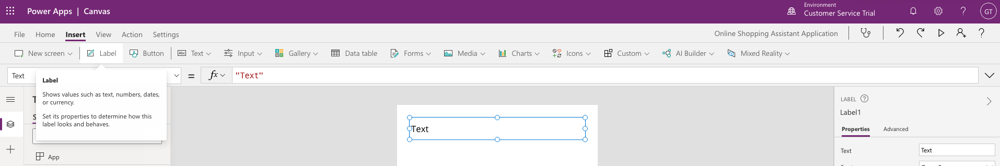 Power Apps | Canvas
Environment
Customer Service Trial
GT
File Home Insert View Action Settings
Online Shopping Assistant Application
New screen Label Button Text Input Gallery Data table Forms Media Charts Icons Custom AI Builder Mixed Reality
Text = fx "Text"
Label
Shows values such as text, numbers, dates,
or currency.
Set its properties to determine how this
label looks and behaves.
App
Text
LABEL
Label1
Properties Advanced
Text Text